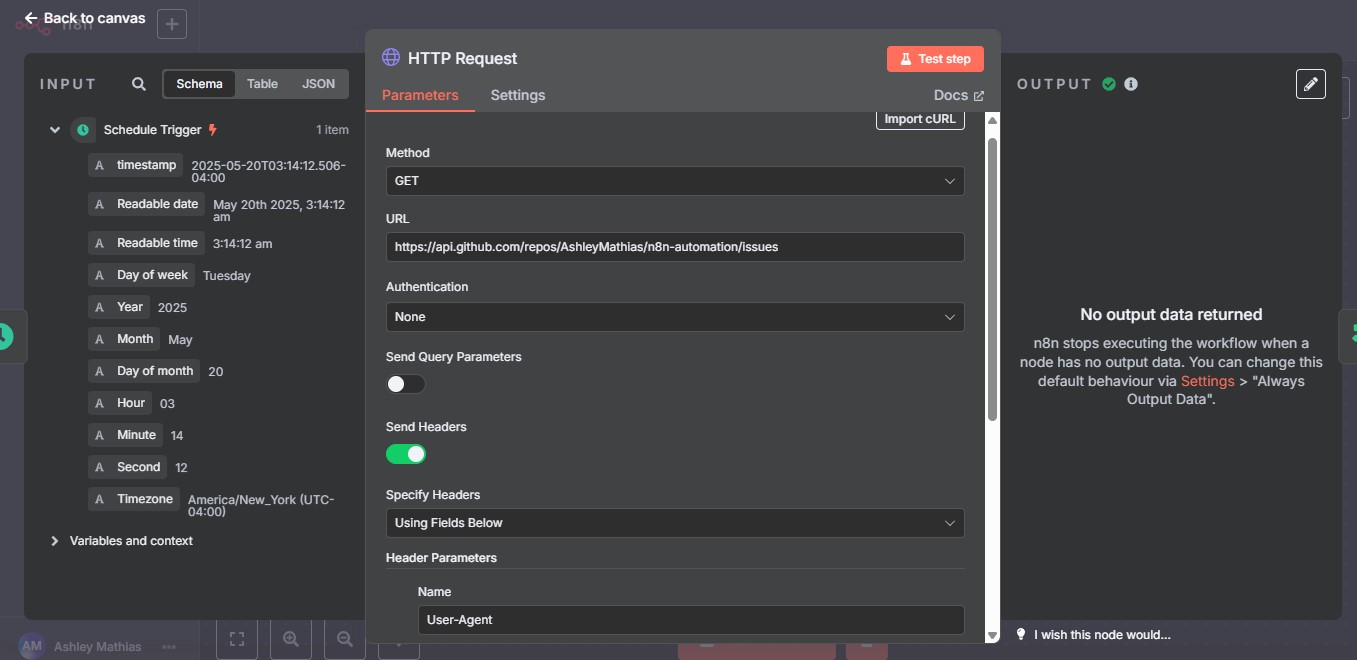 Back to canvas
n8n
INPUT
Schema
Table
JSON
Schedule Trigger
1 item
A timestamp 2025-05-20T03:14:12.506-
04:00
A Readable date May 20th 2025, 3:14:12
am
A Readable time 3:14:12 am
A Day of week Tuesday
A Year 2025
A Month May
A Day of month 20
A Hour 03
A Minute 14
A Second 12
A Timezone America/New_York (UTC-
04:00)
Variables and context
AM Ashley Mathias
HTTP Request
Test step
Parameters
Settings
Docs
Import cURL
Method
GET
URL
https://api.github.com/repos/AshleyMathias/n8n-automation/issues
Authentication
None
Send Query Parameters
Send Headers
Specify Headers
Using Fields Below
Header Parameters
Name
User-Agent
OUTPUT
No output data returned
n8n stops executing the workflow when a
node has no output data. You can change this
default behaviour via Settings > "Always
Output Data".
I wish this node would...